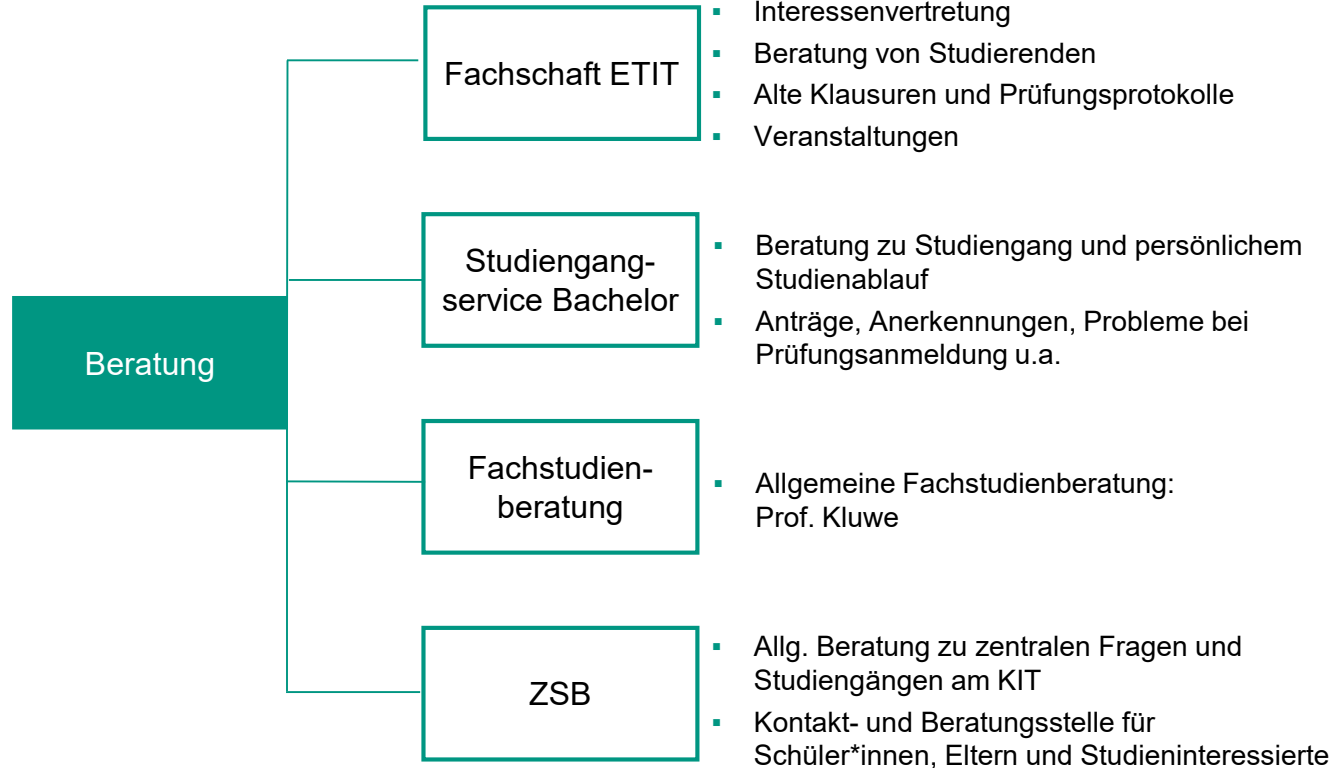 Interessenvertretung
Fachschaft ETIT
Beratung von Studierenden
Alte Klausuren und Prüfungsprotokolle
Veranstaltungen
Studiengang-
service Bachelor
Beratung zu Studiengang und persönlichem
Studienablauf
Anträge, Anerkennungen, Probleme bei
Prüfungsanmeldung u.a.
Beratung
Fachstudien-
beratung
Allgemeine Fachstudienberatung:
Prof. Kluwe
ZSB
Allg. Beratung zu zentralen Fragen und
Studiengängen am KIT
Kontakt- und Beratungsstelle für
Schüler*innen, Eltern und Studieninteressierte